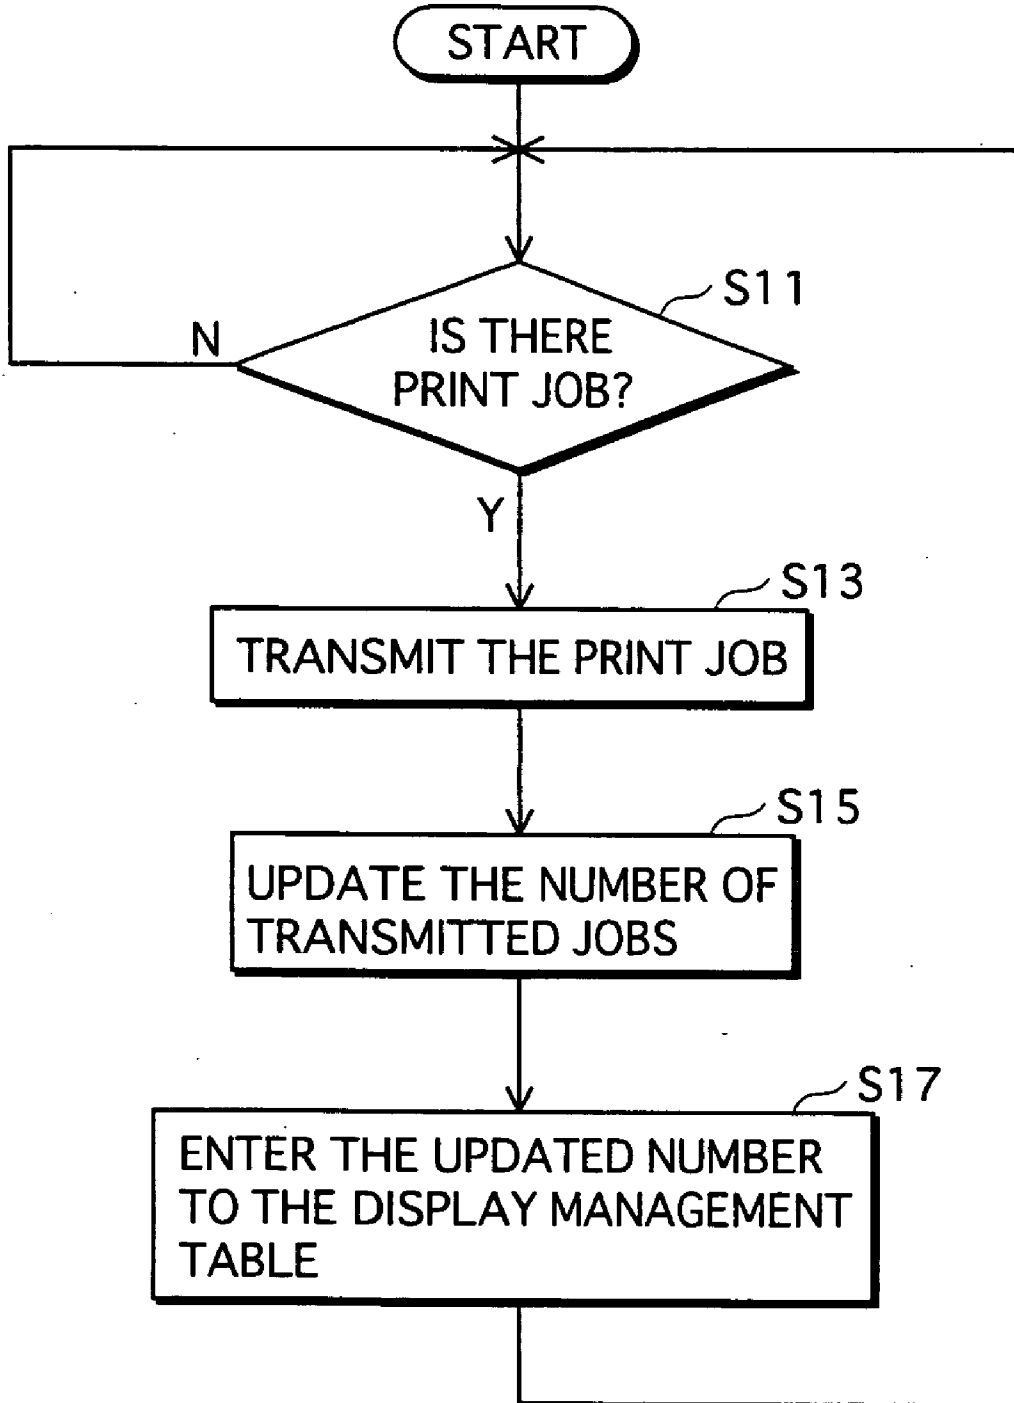 START
S11
N
IS THERE
PRINT JOB?
Y
S13
TRANSMIT THE PRINT JOB
S15
UPDATE THE NUMBER OF
TRANSMITTED JOBS
S17
ENTER THE UPDATED NUMBER
TO THE DISPLAY MANAGEMENT
TABLE